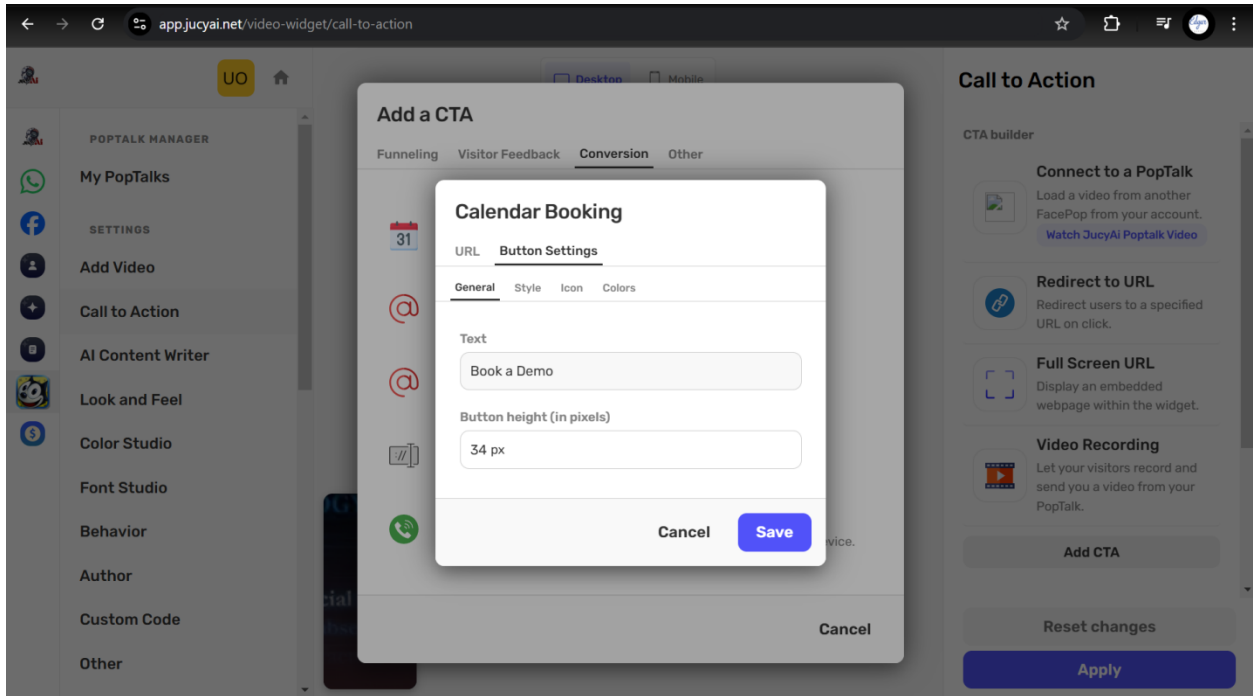 app.jucyai.net/video-widget/call-to-action
UO
POPTALK MANAGER
My PopTalks
SETTINGS
Add Video
Call to Action
AI Content Writer
Look and Feel
Color Studio
Font Studio
Behavior
Author
Custom Code
Other
Desktop
Mobile
Add a CTA
Funneling
Visitor Feedback
Conversion
Other
31
Calendar Booking
URL
Button Settings
General
Style
Icon
Colors
Text
Book a Demo
Button height (in pixels)
34 px
Cancel
Save
Cancel
Call to Action
CTA builder
Connect to a PopTalk
Load a video from another
FacePop from your account.
Watch JucyAi Poptalk Video
Redirect to URL
Redirect users to a specified
URL on click.
Full Screen URL
Display an embedded
webpage within the widget.
Video Recording
Let your visitors record and
send you a video from your
PopTalk.
Add CTA
Reset changes
Apply